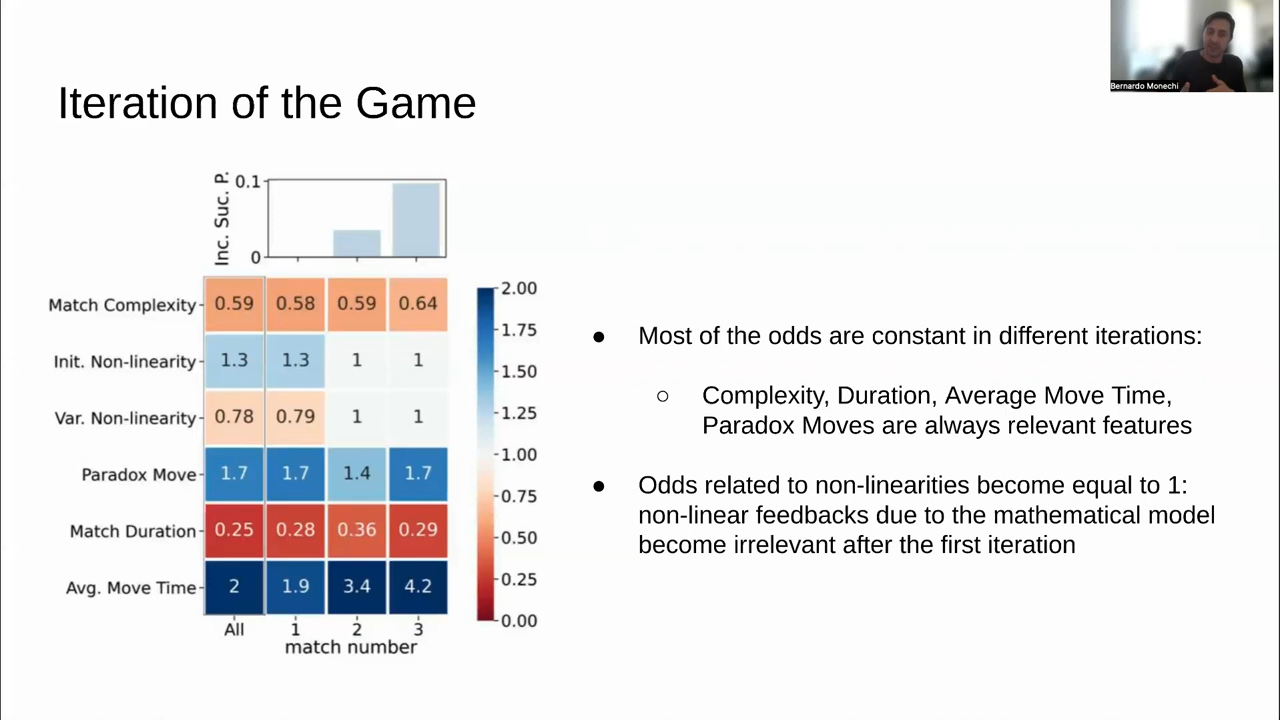 Bernardo Monechi
Iteration of the Game
Inc. Suc. P.
0.1
0
Match Complexity
0.59 0.58 0.59 0.64
Init. Non-linearity
1.3 1.3 1 1
Var. Non-linearity
0.78 0.79 1 1
Paradox Move
1.7 1.7 1.4 1.7
Match Duration
0.25 0.28 0.36 0.29
Avg. Move Time
2 1.9 3.4 4.2
All 1 2 3
match number
2.00
1.75
1.50
1.25
1.00
0.75
0.50
0.25
0.00
● Most of the odds are constant in different iterations:
○ Complexity, Duration, Average Move Time,
Paradox Moves are always relevant features
● Odds related to non-linearities become equal to 1:
non-linear feedbacks due to the mathematical model
become irrelevant after the first iteration